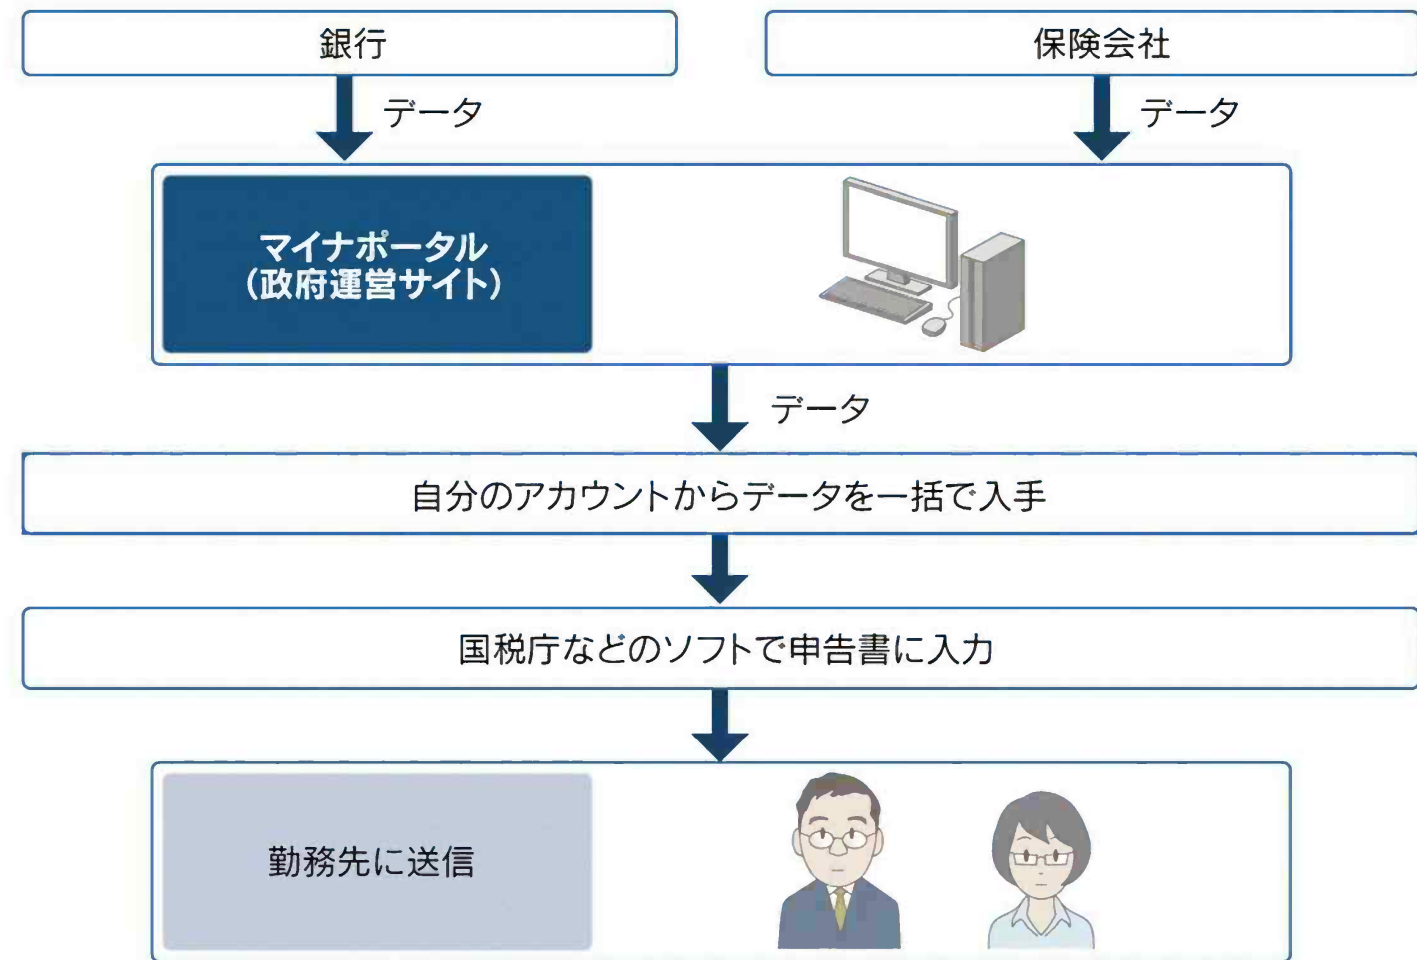 銀行
保険会社
データ
データ
マイナポータル
（政府運営サイト）
データ
自分のアカウントからデータを一括で入手
国税庁などのソフトで申告書に入力
勤務先に送信